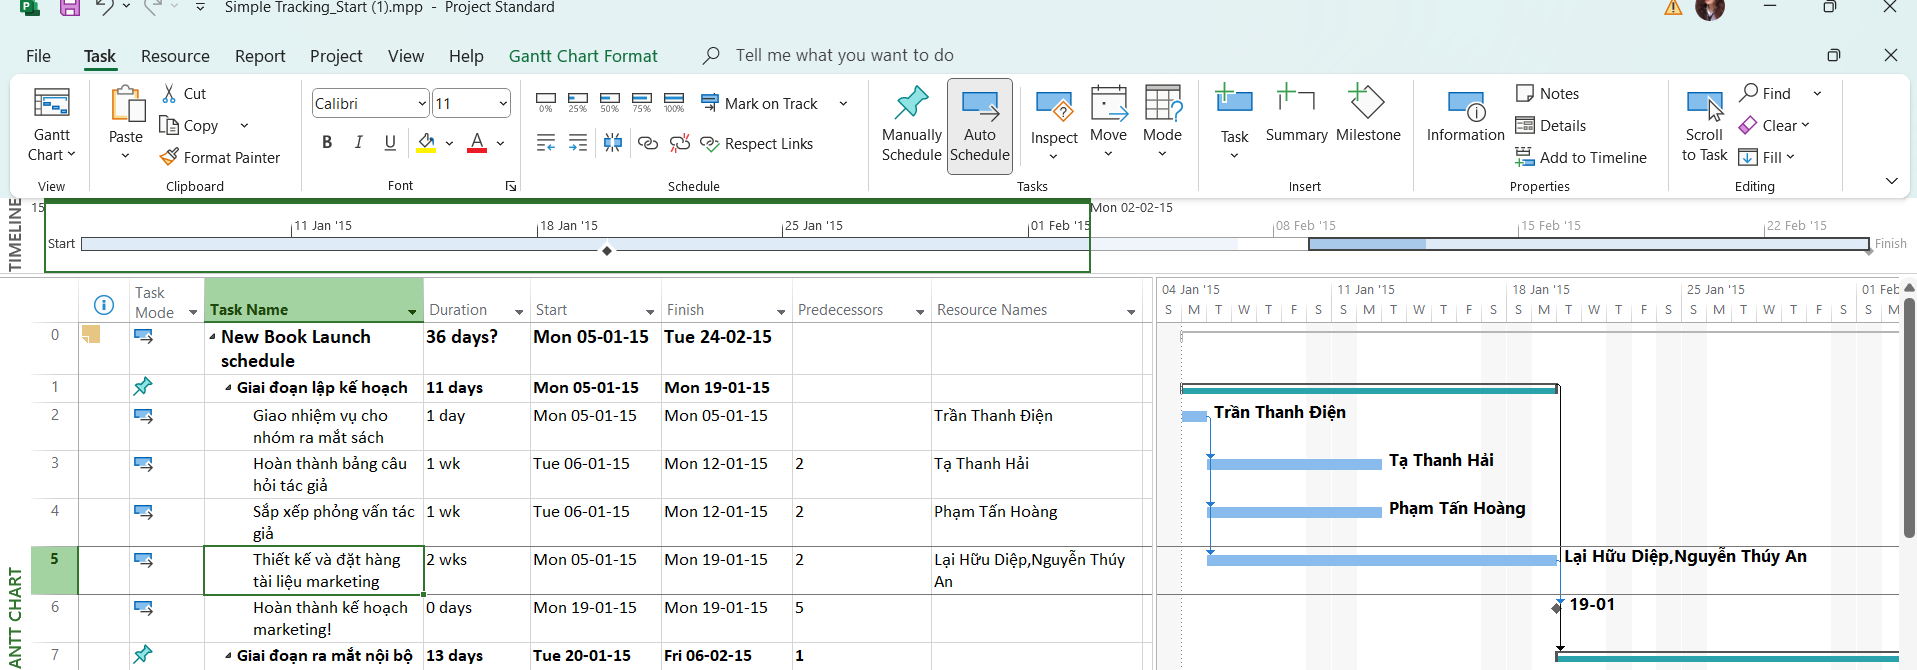 Simple Tracking_Start (1).mpp - Project Standard
File Task Resource Report Project View Help Gantt Chart Format Tell me what you want to do
Gantt Chart
View
Paste
Cut
Copy
Format Painter
Clipboard
Calibri 11
B I U A
Font
0% 25% 50% 75% 100%
Mark on Track
Respect Links
Schedule
Manually Schedule
Auto Schedule
Inspect
Move
Mode
Tasks
Task
Summary
Milestone
Insert
Information
Notes
Details
Add to Timeline
Properties
Scroll to Task
Find
Clear
Fill
Editing
TIMELINE
15
Mon 02-02-15
11 Jan '15 18 Jan '15 25 Jan '15 01 Feb '15 08 Feb '15 15 Feb '15 22 Feb '15
Start
Finish
Task Mode Task Name Duration Start Finish Predecessors Resource Names
04 Jan '15 11 Jan '15 18 Jan '15 25 Jan '15 01 Feb
S M T W T F S S M T W T F S S M T W T F S S M T W T F S S M
0 New Book Launch schedule 36 days? Mon 05-01-15 Tue 24-02-15
1 Giai đoạn lập kế hoạch 11 days Mon 05-01-15 Mon 19-01-15
2 Giao nhiệm vụ cho nhóm ra mắt sách 1 day Mon 05-01-15 Mon 05-01-15 Trần Thanh Điện
3 Hoàn thành bảng câu hỏi tác giả 1 wk Tue 06-01-15 Mon 12-01-15 2 Tạ Thanh Hải
4 Sắp xếp phỏng vấn tác giả 1 wk Tue 06-01-15 Mon 12-01-15 2 Phạm Tấn Hoàng
5 Thiết kế và đặt hàng tài liệu marketing 2 wks Mon 05-01-15 Mon 19-01-15 2 Lại Hữu Diệp,Nguyễn Thúy An
6 Hoàn thành kế hoạch marketing! 0 days Mon 19-01-15 Mon 19-01-15 5
7 Giai đoạn ra mắt nội bộ 13 days Tue 20-01-15 Fri 06-02-15 1
Trần Thanh Điện
Tạ Thanh Hải
Phạm Tấn Hoàng
Lại Hữu Diệp,Nguyễn Thúy An
19-01
ANTT CHART